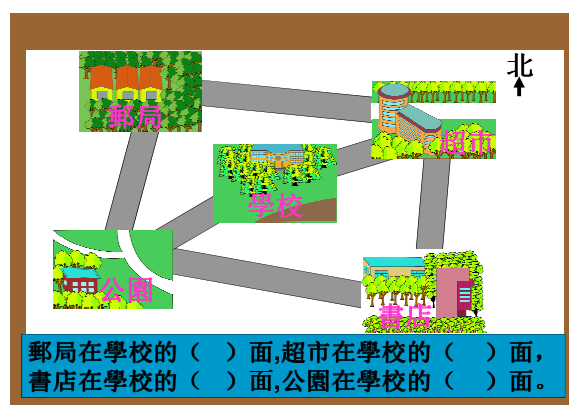 北
郵局
超市
學校
公園
書店
郵局在學校的（　）面,超市在學校的（　）面，
書店在學校的（　）面,公園在學校的（　）面。